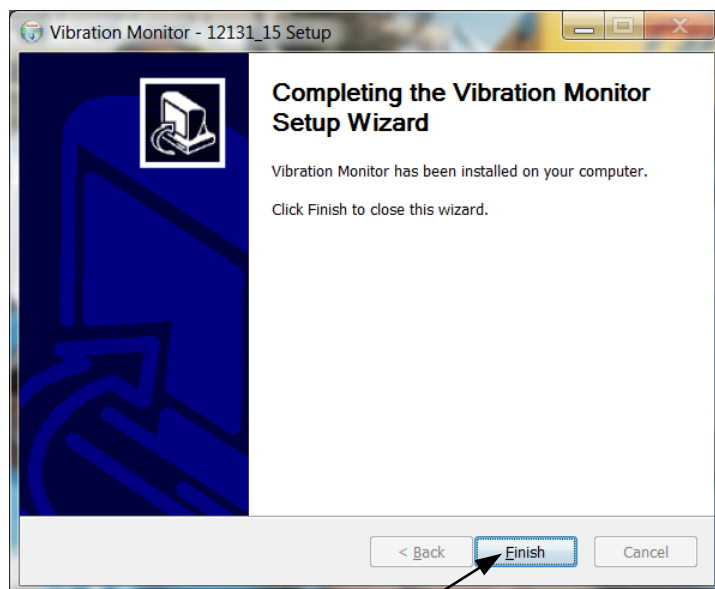 Vibration Monitor - 12131_15 Setup
Completing the Vibration Monitor
Setup Wizard
Vibration Monitor has been installed on your computer.
Click Finish to close this wizard.
< Back
Finish
Cancel